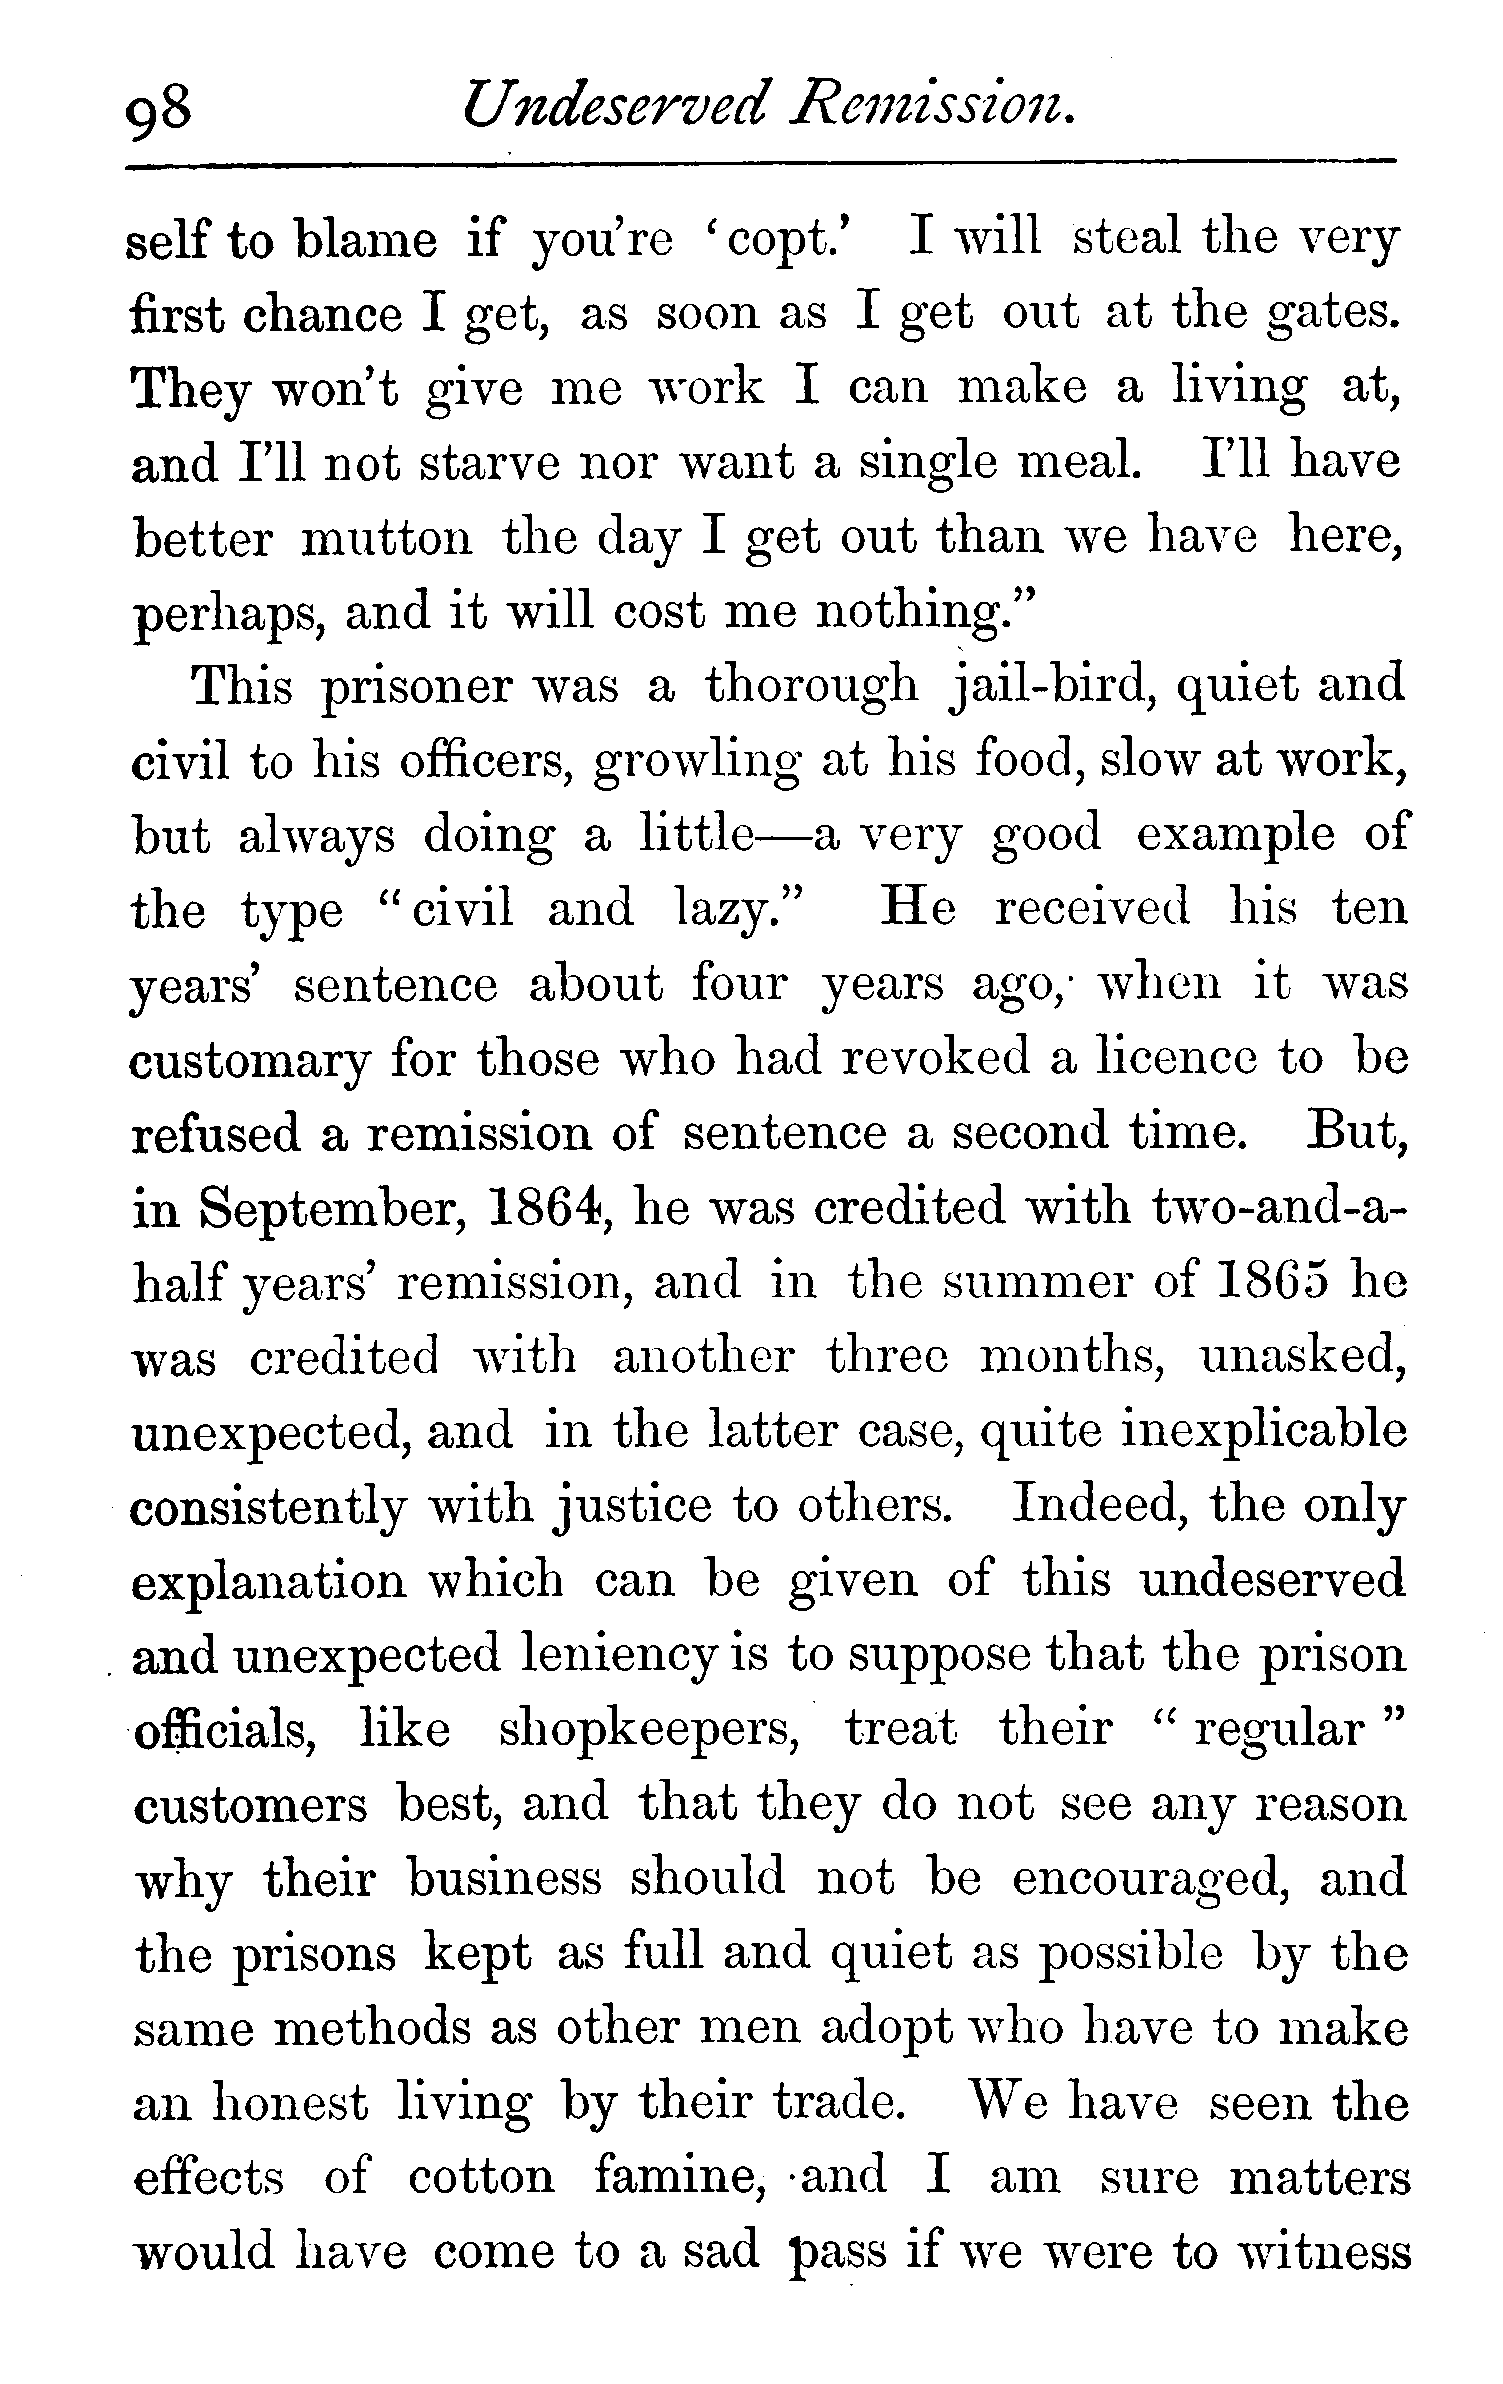 98 Undeserved Remission.
self to blame if you're ‘copt.’ I will steal the very
first chance I get, as soon as I get out at the gates.
They won't give me work I can make a living at,
and I'll not starve nor want a single meal. I'll have
better mutton the day I get out than we have here,
perhaps, and it will cost me nothing.”
This prisoner was a thorough jail-bird, quiet and
civil to his officers, growling at his food, slow at work,
but always doing a little—a very good example of
the type “civil and lazy.” He received his ten
years’ sentence about four years ago, when it was
customary for those who had revoked a licence to be
refused a remission of sentence a second time. But,
in September, 1864, he was credited with two-and-a-
half years’ remission, and in the summer of 1865 he
was credited with another three months, unasked,
unexpected, and in the latter case, quite inexplicable
consistently with justice to others. Indeed, the only
explanation which can be given of this undeserved
and unexpected leniency is to suppose that the prison
officials, like shopkeepers, treat their “ regular ”
customers best, and that they do not see any reason
why their business should not be encouraged, and
the prisons kept as full and quiet as possible by the
same methods as other men adopt who have to make
an honest living by their trade. We have seen the
effects of cotton famine, and I am sure matters
would have come to a sad pass if we were to witness